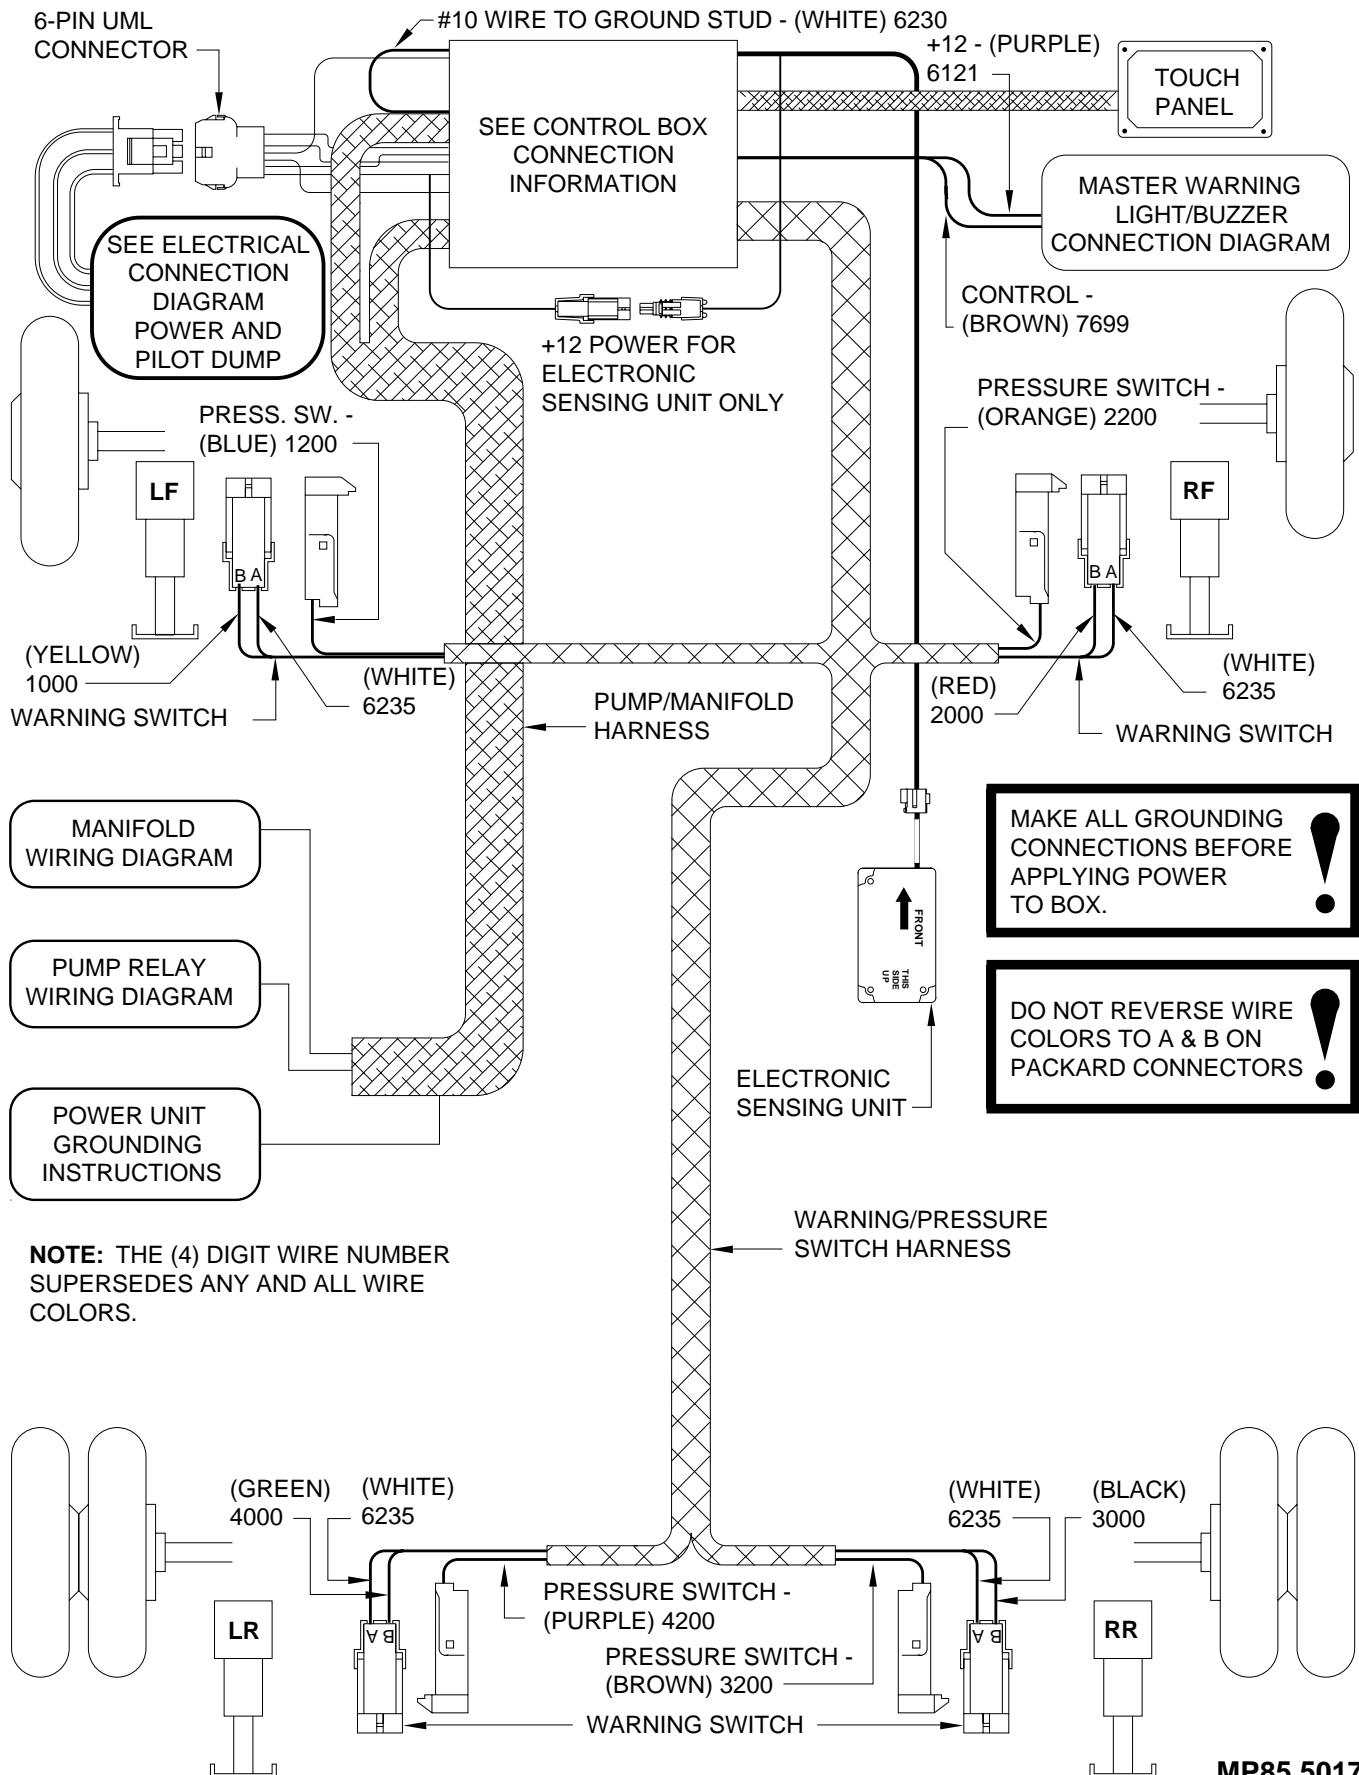 6-PIN UML
CONNECTOR
#10 WIRE TO GROUND STUD - (WHITE) 6230
+12 - (PURPLE)
6121
TOUCH
PANEL
SEE CONTROL BOX
CONNECTION
INFORMATION
MASTER WARNING
LIGHT/BUZZER
CONNECTION DIAGRAM
SEE ELECTRICAL
CONNECTION
DIAGRAM
POWER AND
PILOT DUMP
CONTROL -
(BROWN) 7699
+12 POWER FOR
ELECTRONIC
SENSING UNIT ONLY
PRESS. SW. -
(BLUE) 1200
PRESSURE SWITCH -
(ORANGE) 2200
LF
B A
B A
RF
(YELLOW)
1000
WARNING SWITCH
(WHITE)
6235
PUMP/MANIFOLD
HARNESS
(RED)
2000
(WHITE)
6235
WARNING SWITCH
MANIFOLD
WIRING DIAGRAM
MAKE ALL GROUNDING
CONNECTIONS BEFORE
APPLYING POWER
TO BOX.
FRONT
THIS
SIDE
UP
PUMP RELAY
WIRING DIAGRAM
DO NOT REVERSE WIRE
COLORS TO A & B ON
PACKARD CONNECTORS
ELECTRONIC
SENSING UNIT
POWER UNIT
GROUNDING
INSTRUCTIONS
WARNING/PRESSURE
SWITCH HARNESS
NOTE: THE (4) DIGIT WIRE NUMBER
SUPERSEDES ANY AND ALL WIRE
COLORS.
(GREEN)
4000
(WHITE)
6235
(WHITE)
6235
(BLACK)
3000
PRESSURE SWITCH -
(PURPLE) 4200
LR
A B
A B
RR
PRESSURE SWITCH -
(BROWN) 3200
WARNING SWITCH
MP85.5017